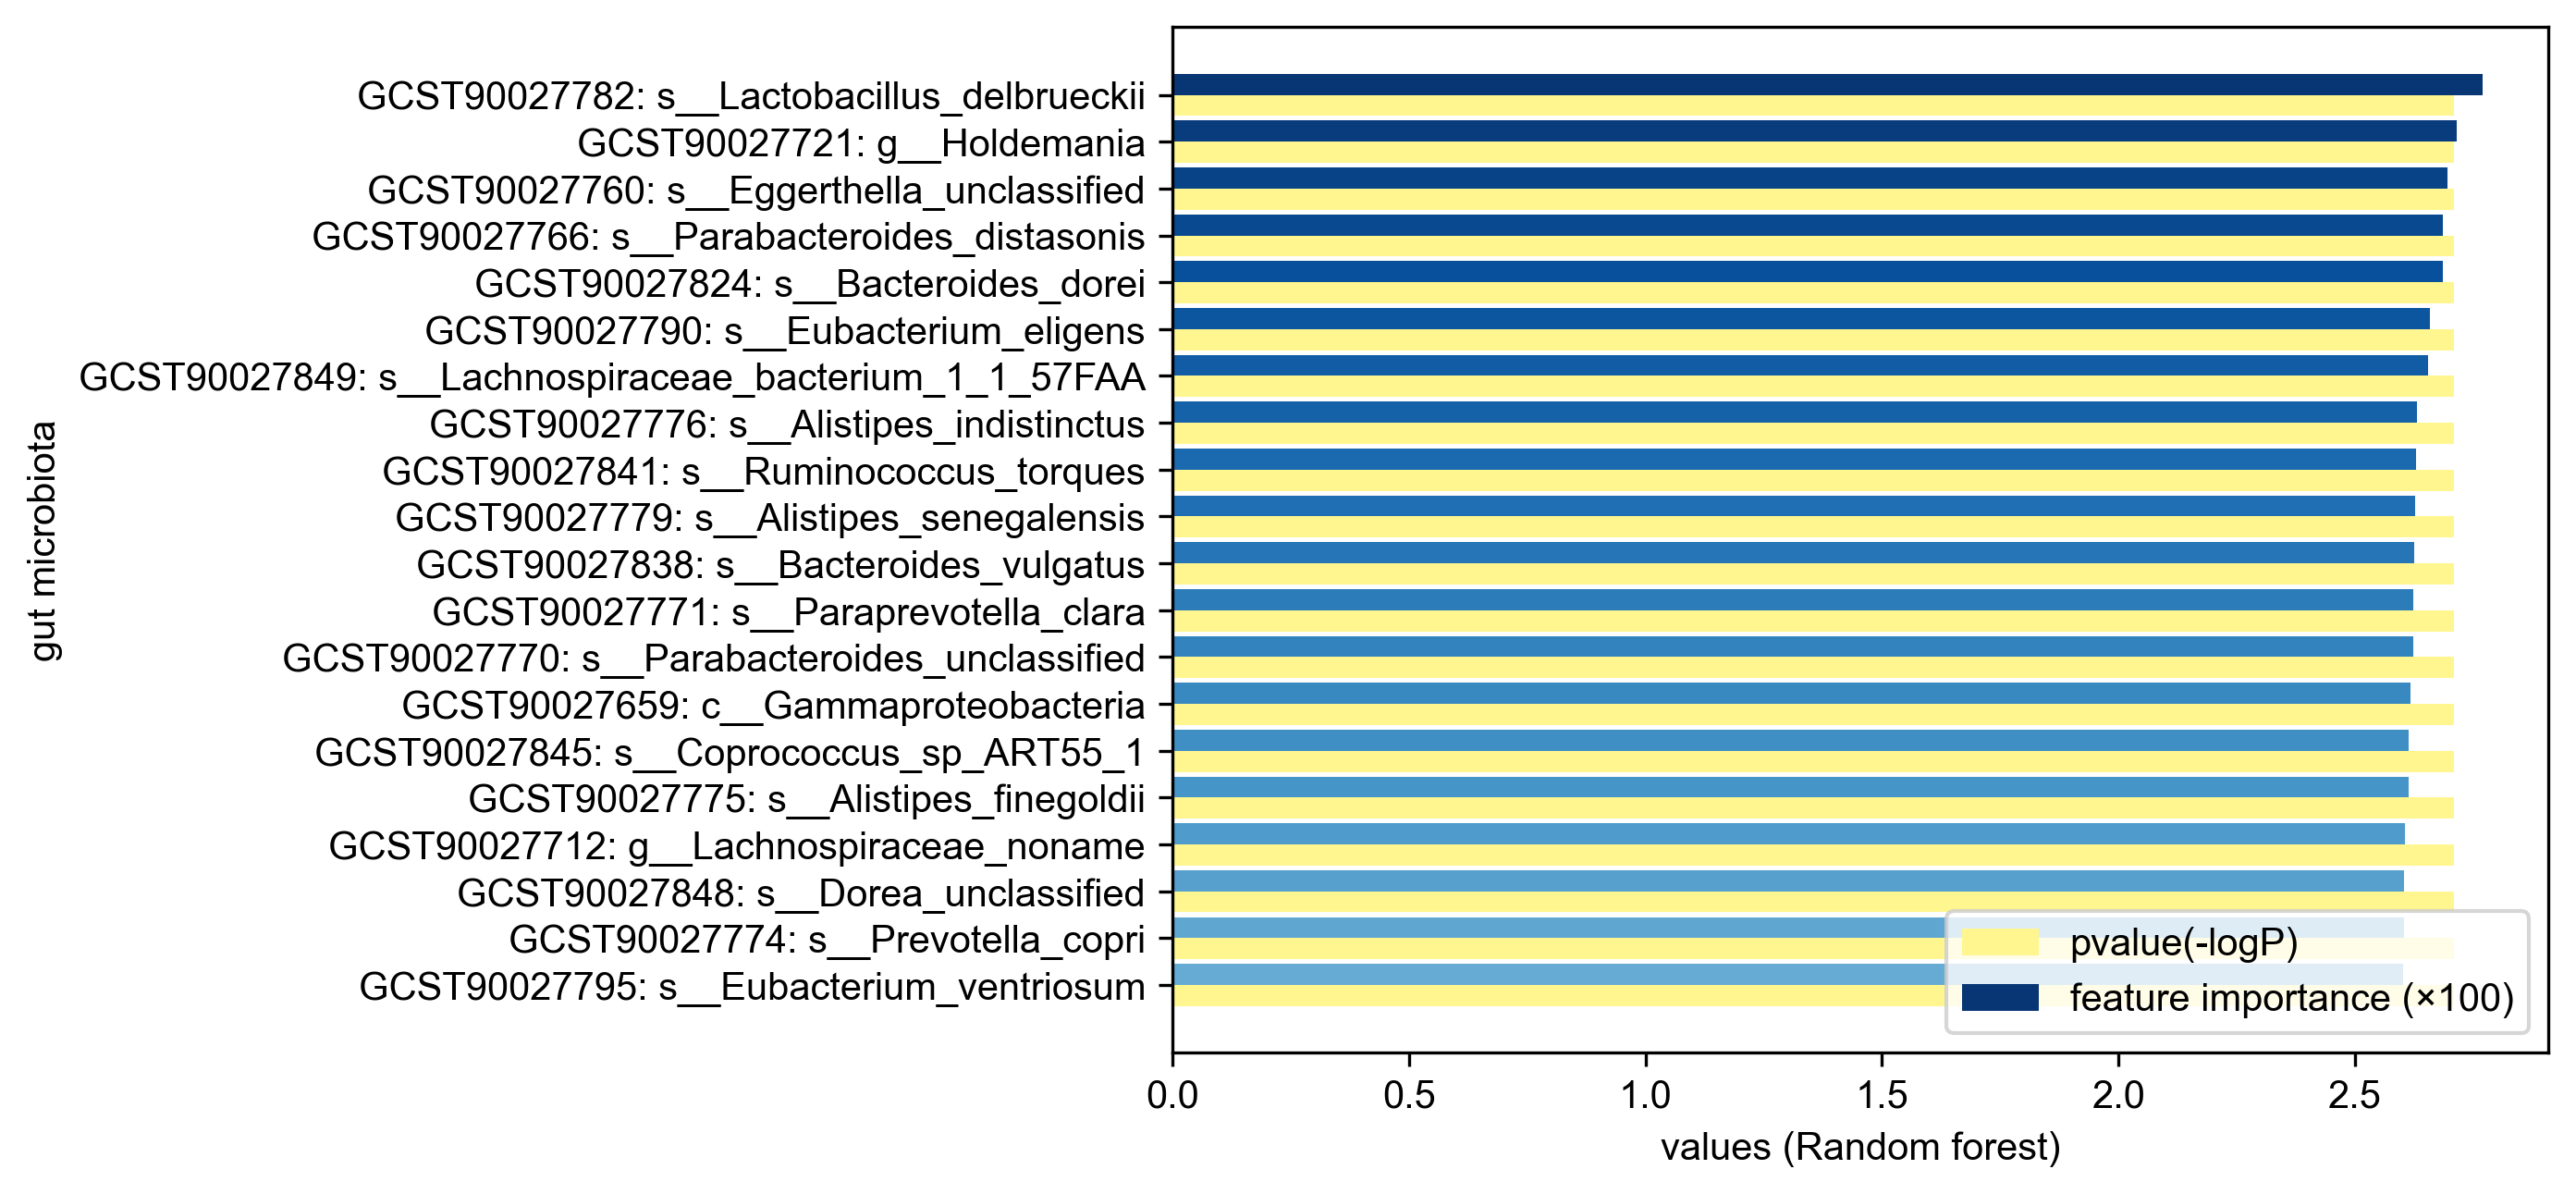 GCST90027782: s__Lactobacillus_delbrueckii
GCST90027721: g__Holdemania
GCST90027760: s__Eggerthella_unclassified
GCST90027766: s__Parabacteroides_distasonis
GCST90027824: s__Bacteroides_dorei
GCST90027790: s__Eubacterium_eligens
GCST90027849: s__Lachnospiraceae_bacterium_1_1_57FAA
GCST90027776: s__Alistipes_indistinctus
GCST90027841: s__Ruminococcus_torques
GCST90027779: s__Alistipes_senegalensis
GCST90027838: s__Bacteroides_vulgatus
GCST90027771: s__Paraprevotella_clara
GCST90027770: s__Parabacteroides_unclassified
GCST90027659: c__Gammaproteobacteria
GCST90027845: s__Coprococcus_sp_ART55_1
GCST90027775: s__Alistipes_finegoldii
GCST90027712: g__Lachnospiraceae_noname
GCST90027848: s__Dorea_unclassified
GCST90027774: s__Prevotella_copri
GCST90027795: s__Eubacterium_ventriosum
gut microbiota
pvalue(-logP)
feature importance (×100)
0.0 0.5 1.0 1.5 2.0 2.5
values (Random forest)